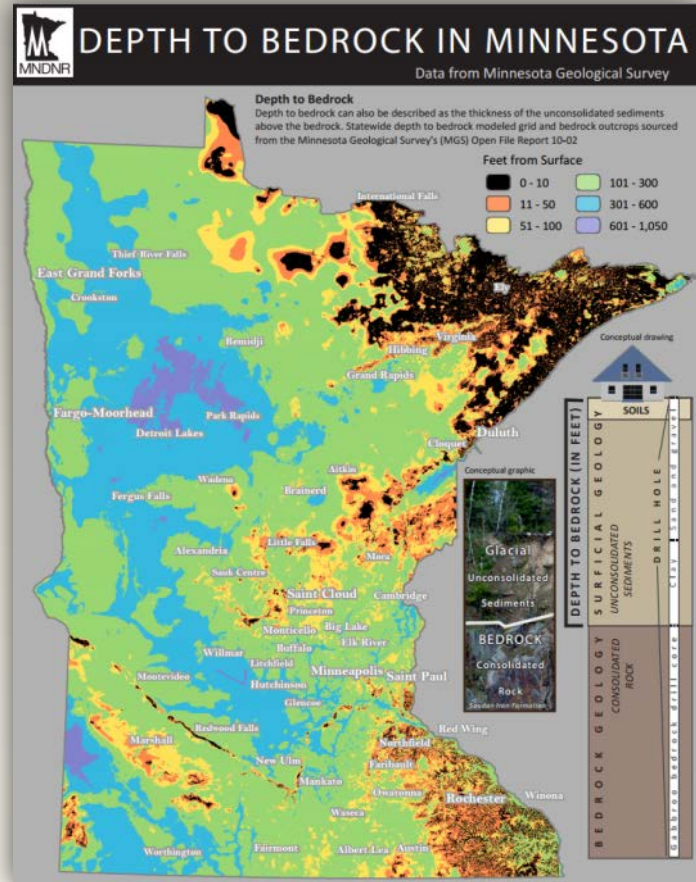 DEPTH TO BEDROCK IN MINNESOTA
MNDNR
Data from Minnesota Geological Survey
Depth to Bedrock
Depth to bedrock can also be described as the thickness of the unconsolidated sediments
above the bedrock. Statewide depth to bedrock modeled grid and bedrock outcrops sourced
from the Minnesota Geological Survey's (MGS) Open File Report 10-02
Feet from Surface
0 - 10
101 - 300
11 - 50
301 - 600
51 - 100
601 - 1,050
International Falls
Thief River Falls
East Grand Forks
Crookston
Ely
Bemidji
Virginia
Hibbing
Grand Rapids
Fargo-Moorhead
Park Rapids
Detroit Lakes
Duluth
Cloquet
Aitkin
Wadena
Brainerd
Fergus Falls
Little Falls
Alexandria
Mora
Sauk Centre
Saint Cloud
Cambridge
Princeton
Monticello
Big Lake
Elk River
Buffalo
Willmar
Litchfield
Minneapolis
Saint Paul
Montevideo
Hutchinson
Glencoe
Redwood Falls
Red Wing
Marshall
Northfield
New Ulm
Faribault
Mankato
Owatonna
Rochester
Winona
Waseca
Worthington
Fairmont
Albert Lea
Austin
Conceptual graphic
Glacial
Unconsolidated
Sediments
BEDROCK
Consolidated
Rock
Soudan Iron Formation
Conceptual drawing
SOILS
DEPTH TO BEDROCK (IN FEET)
SURFICIAL GEOLOGY
UNCONSOLIDATED
SEDIMENTS
DRILL HOLE
Sand and gravel
Clay
BEDROCK GEOLOGY
CONSOLIDATED
ROCK
Gabbroo bedrock drill core